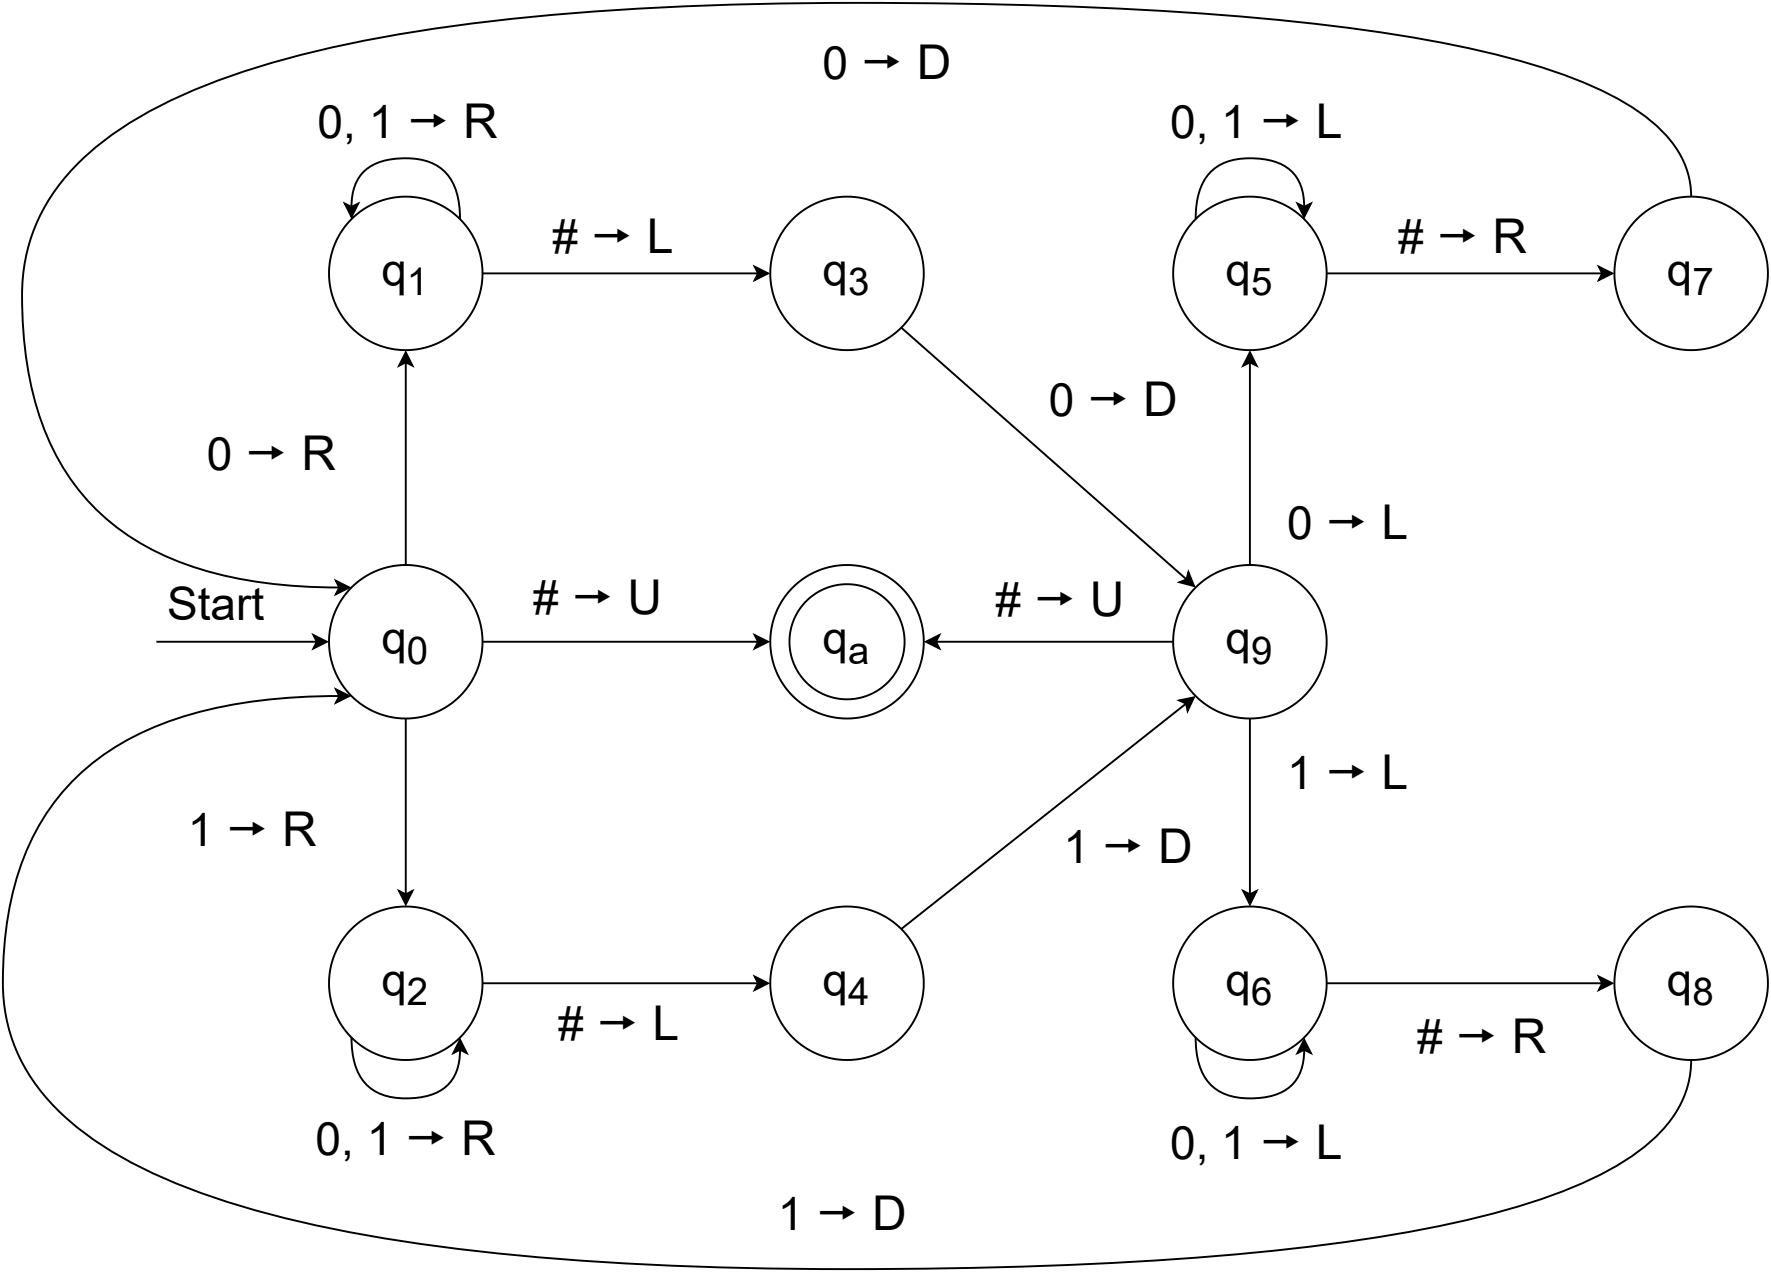 0 → D
0, 1 → R
0, 1 → L
# → L
# → R
q1
q3
q5
q7
0 → D
0 → R
0 → L
Start
# → U
# → U
q0
qa
q9
1 → L
1 → R
1 → D
q2
q4
q6
q8
# → L
# → R
0, 1 → R
0, 1 → L
1 → D